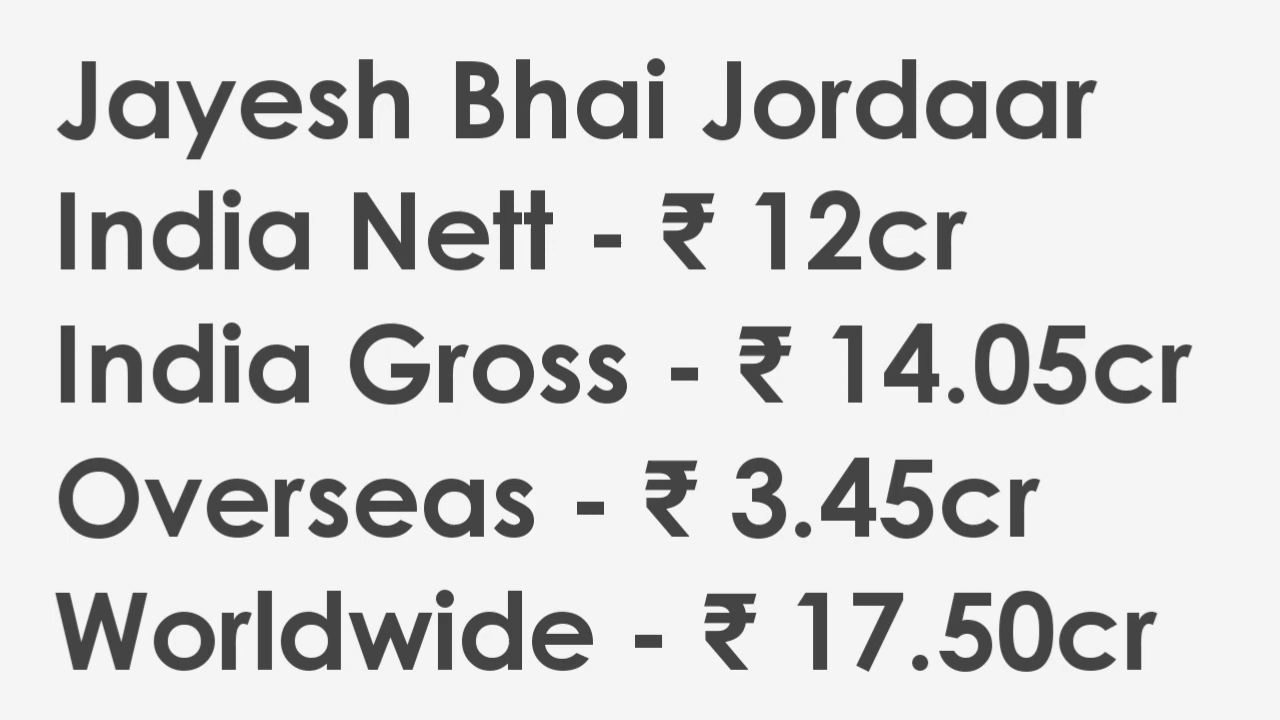 Jayesh Bhai Jordaar
India Nett - ₹ 12cr
India Gross - ₹ 14.05cr
Overseas - ₹ 3.45cr
Worldwide - ₹ 17.50cr